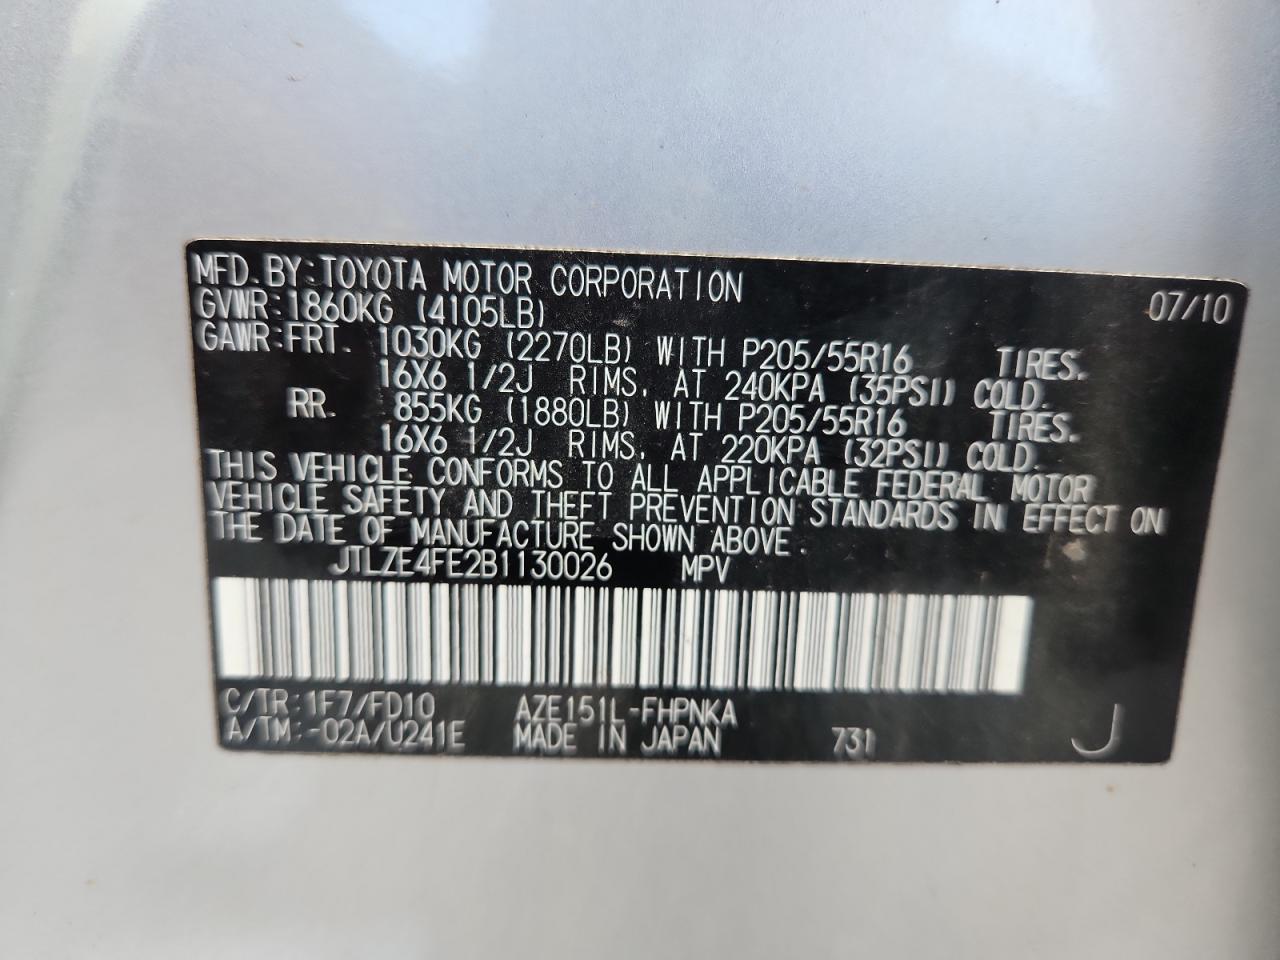 MFD. BY: TOYOTA MOTOR CORPORATION 07/10
GVWR: 1860KG (4105LB)
GAWR: FRT. 1030KG (2270LB) WITH P205/55R16 TIRES.
16X6 1/2J RIMS, AT 240KPA (35PSI) COLD.
RR. 855KG (1880LB) WITH P205/55R16 TIRES.
16X6 1/2J RIMS, AT 220KPA (32PSI) COLD.
THIS VEHICLE CONFORMS TO ALL APPLICABLE FEDERAL MOTOR
VEHICLE SAFETY AND THEFT PREVENTION STANDARDS IN EFFECT ON
THE DATE OF MANUFACTURE SHOWN ABOVE.
JTLZE4FE2B1130026 MPV
C/TR: 1F7/FD10 AZE151L-FHPNKA
A/TM: -02A/U241E MADE IN JAPAN 731 J